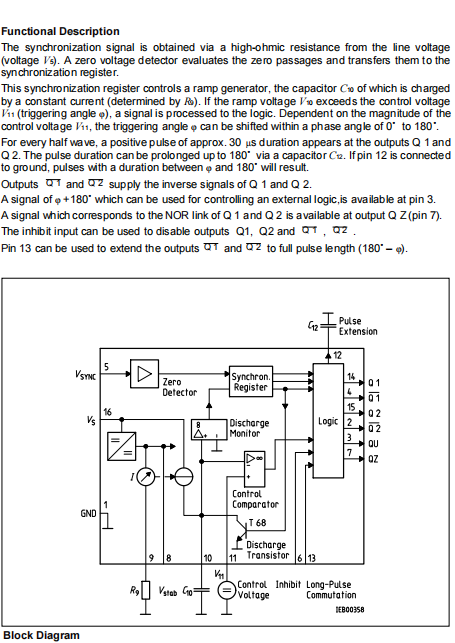 Functional Description
The synchronization signal is obtained via a high-ohmic resistance from the line voltage
(voltage V5). A zero voltage detector evaluates the zero passages and transfers them to the
synchronization register.
This synchronization register controls a ramp generator, the capacitor C10 of which is charged
by a constant current (determined by R9). If the ramp voltage V10 exceeds the control voltage
V11 (triggering angle φ), a signal is processed to the logic. Dependent on the magnitude of the
control voltage V11, the triggering angle φ can be shifted within a phase angle of 0˚ to 180˚.
For every half wave, a positive pulse of approx. 30 µs duration appears at the outputs Q 1 and
Q 2. The pulse duration can be prolonged up to 180˚ via a capacitor C12. If pin 12 is connected
to ground, pulses with a duration between φ and 180˚ will result.
Outputs Q̅1̅ and Q̅2̅ supply the inverse signals of Q 1 and Q 2.
A signal of φ +180˚ which can be used for controlling an external logic,is available at pin 3.
A signal which corresponds to the NOR link of Q 1 and Q 2 is available at output Q Z (pin 7).
The inhibit input can be used to disable outputs Q1, Q2 and Q̅1̅ , Q̅2̅ .
Pin 13 can be used to extend the outputs Q̅1̅ and Q̅2̅ to full pulse length (180˚ – φ).
C12
Pulse
Extension
12
VSYNC
5
Zero
Detector
Synchron.
Register
14
Q 1
4
Q̅1̅
15
Q 2
2
Q̅2̅
3
QU
7
QZ
Logic
VS
16
8
Δ + -
Discharge
Monitor
I
- ∞
+
Control
Comparator
GND
1
T 68
Discharge
Transistor
9 8 10 11 6 13
R9
Vstab
C10
V11
Control
Voltage
Inhibit
Long-Pulse
Commutation
IEB00358
Block Diagram